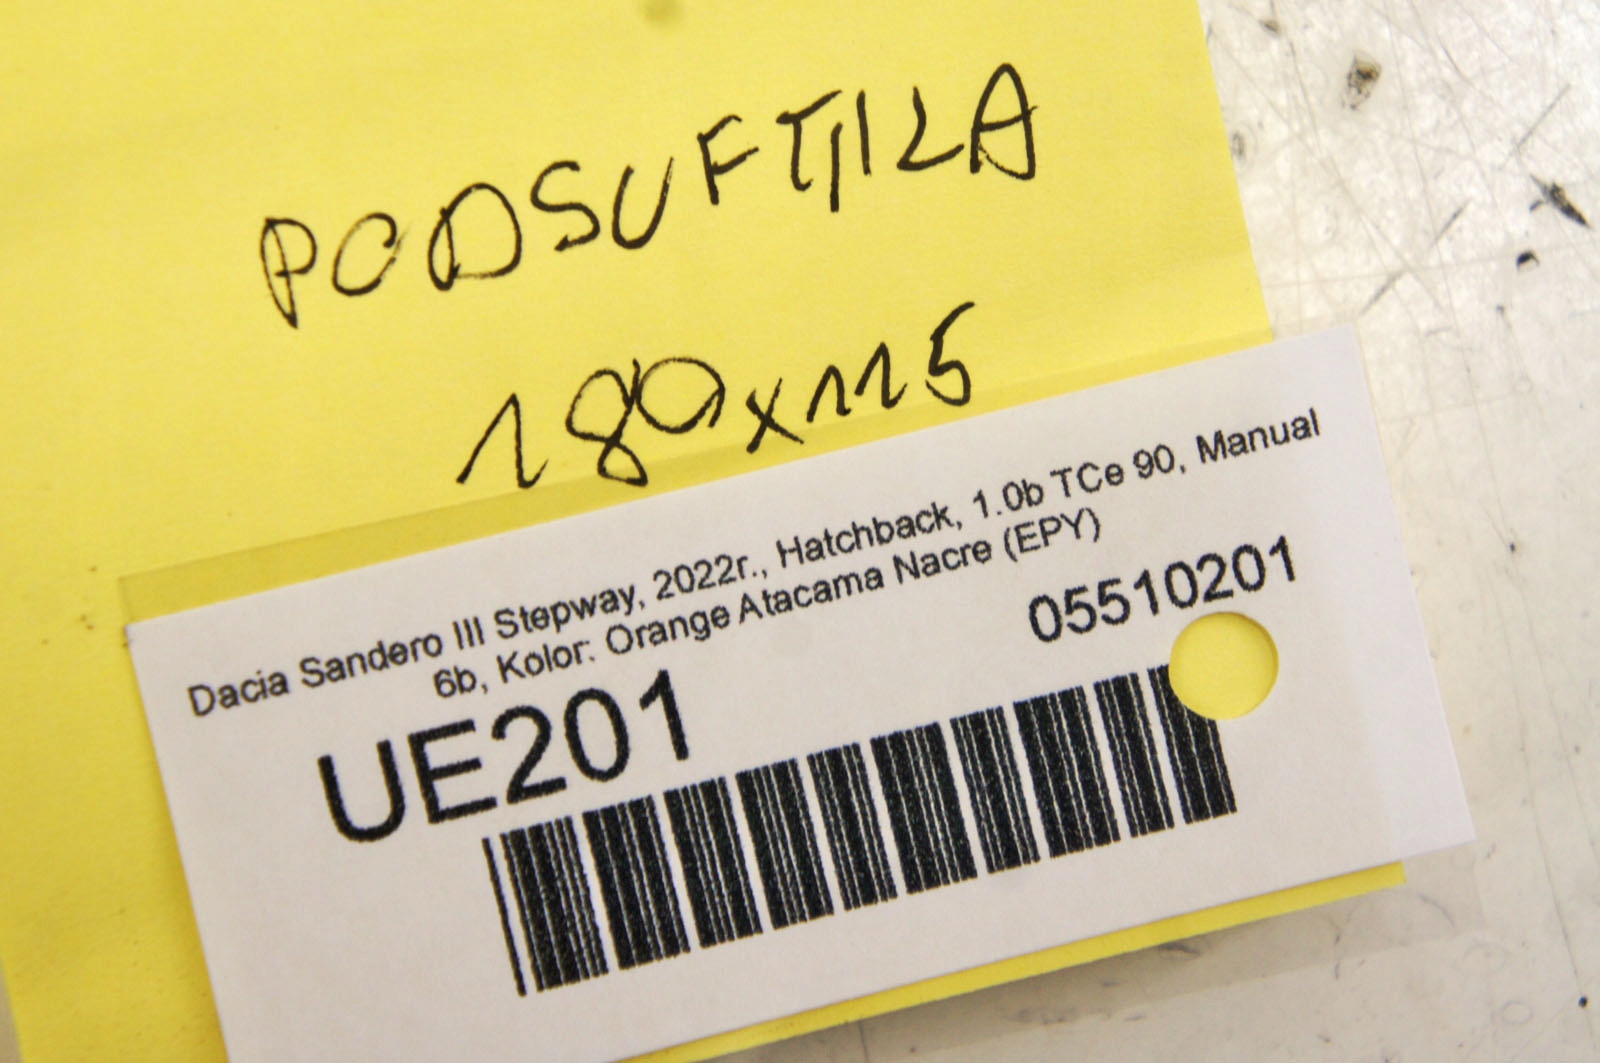 PODSUFTJILA
180x115
Dacia Sandero III Stepway, 2022r., Hatchback, 1.0b TCe 90, Manual
6b, Kolor: Orange Atacama Nacre (EPY)
05510201
UE201